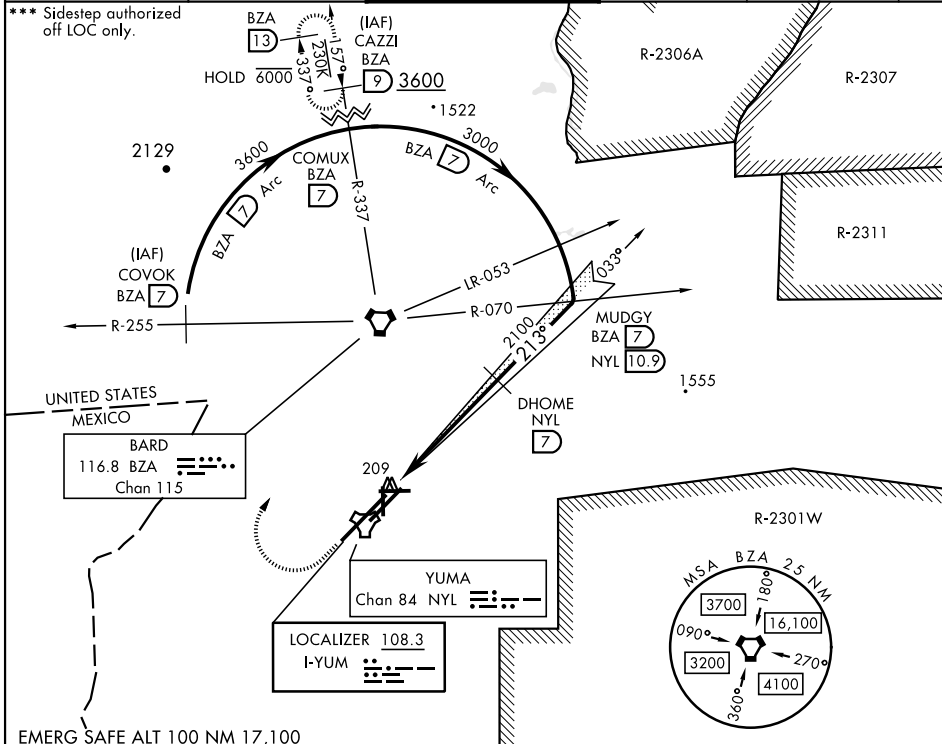 *** Sidestep authorized
off LOC only.
BZA
13
(IAF)
CAZZI
BZA
9 3600
157°
230K
337°
HOLD 6000
1522
R-2306A
R-2307
R-2311
2129
3600
BZA 7 Arc
COMUX
BZA
7
R-337
3000
BZA 7 Arc
(IAF)
COVOK
BZA 7
R-255
LR-053
033°
R-070
2100
213°
MUDGY
BZA 7
NYL 10.9
1555
DHOME
NYL
7
UNITED STATES
MEXICO
BARD
116.8 BZA
Chan 115
209
R-2301W
YUMA
Chan 84 NYL
LOCALIZER 108.3
I-YUM
MSA BZA 25 NM
180°
3700
16,100
090°
270°
3200
4100
360°
EMERG SAFE ALT 100 NM 17,100